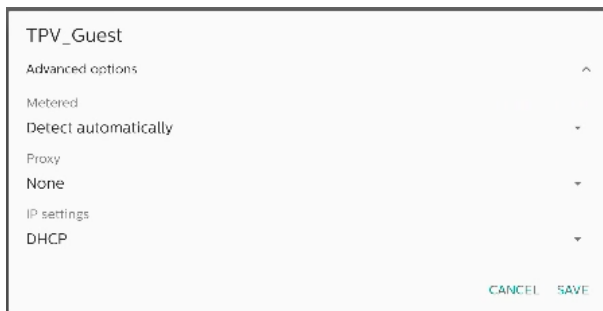 TPV_Guest
Advanced options
Metered
Detect automatically
Proxy
None
IP settings
DHCP
CANCEL SAVE